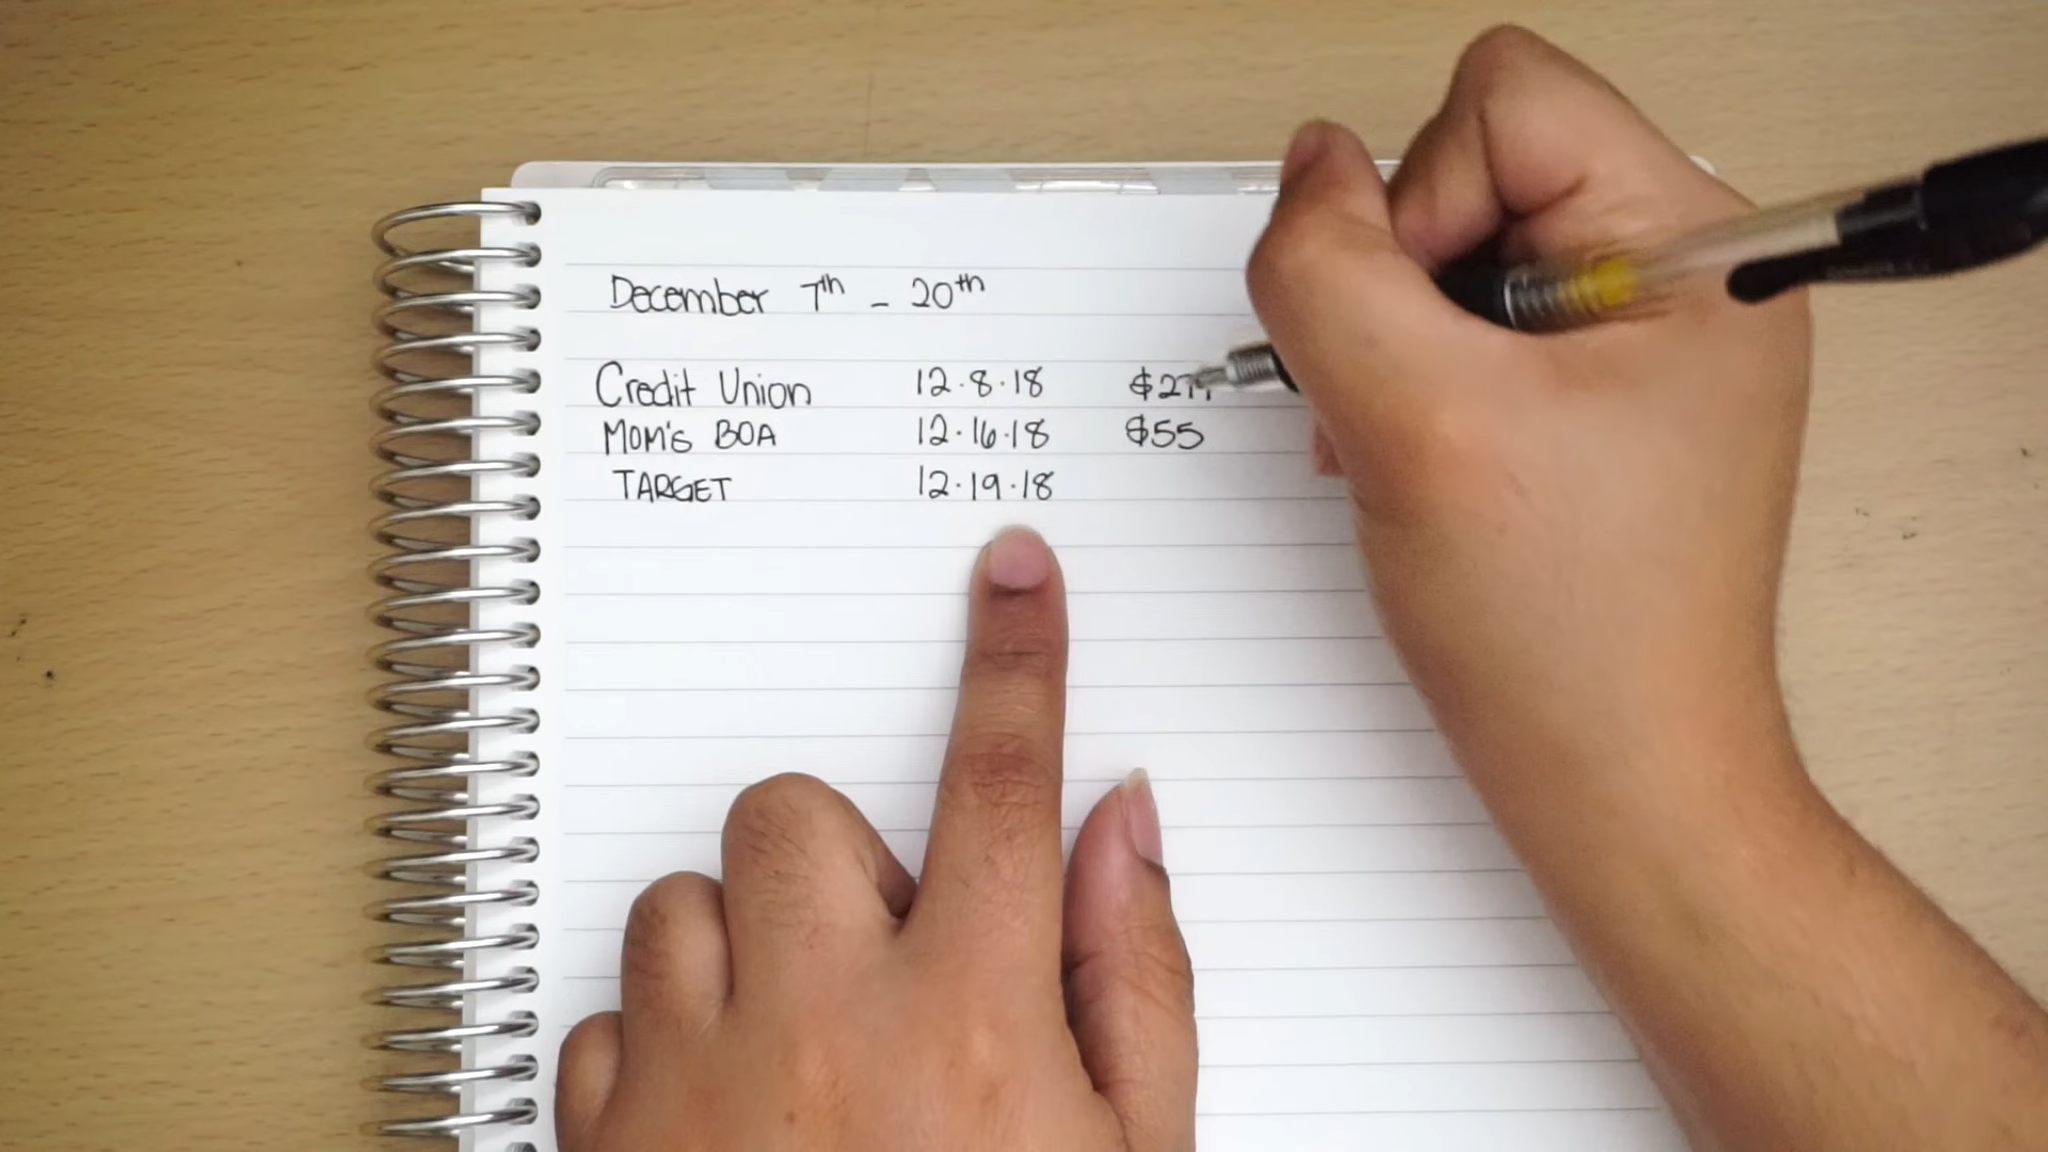 December 7th - 20th
Credit Union 12.8.18
MOM'S BOA 12.16.18 $55
TARGET 12.19.18